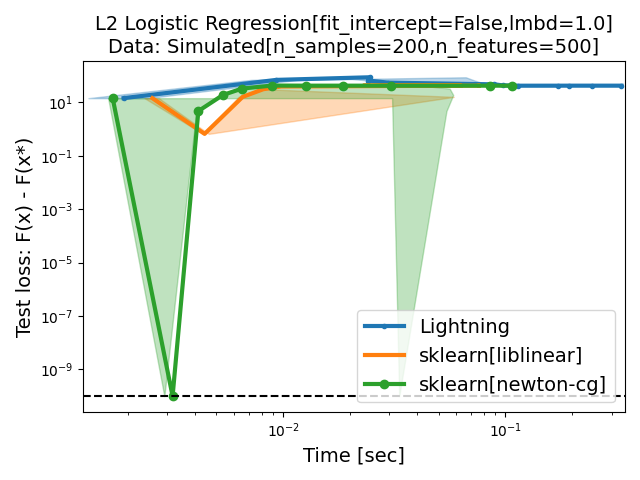 L2 Logistic Regression[fit_intercept=False,lmbd=1.0]
Data: Simulated[n_samples=200,n_features=500]
Test loss: F(x) - F(x*)
10¹
10⁻¹
10⁻³
10⁻⁵
10⁻⁷
10⁻⁹
Lightning
sklearn[liblinear]
sklearn[newton-cg]
10⁻² 10⁻¹
Time [sec]